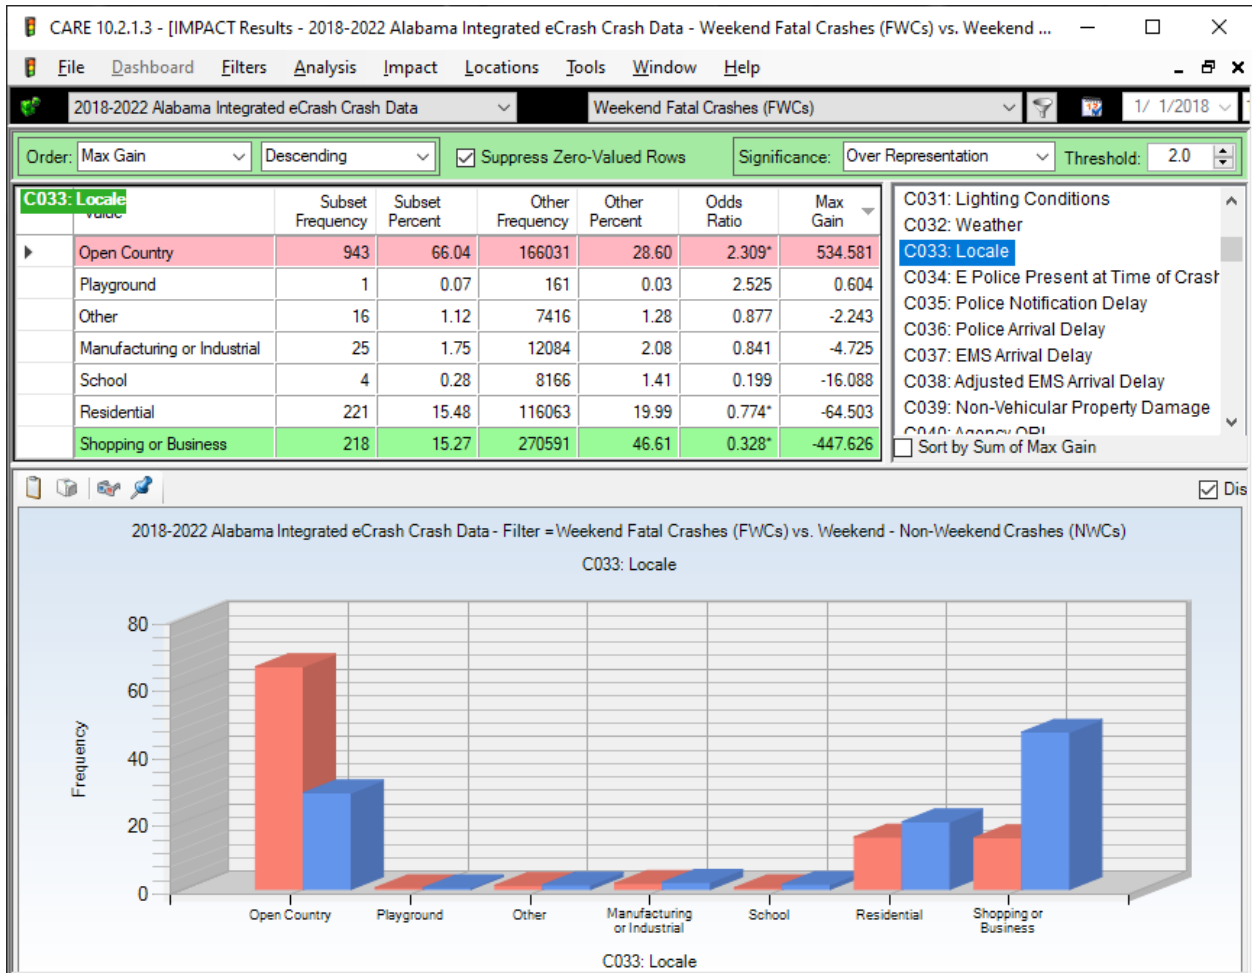 CARE 10.2.1.3 - [IMPACT Results - 2018-2022 Alabama Integrated eCrash Crash Data - Weekend Fatal Crashes (FWCs) vs. Weekend ...
File Dashboard Filters Analysis Impact Locations Tools Window Help
2018-2022 Alabama Integrated eCrash Crash Data Weekend Fatal Crashes (FWCs) 1/ 1/2018
Order: Max Gain Descending Suppress Zero-Valued Rows Significance: Over Representation Threshold: 2.0
C033: Locale Subset Frequency Subset Percent Other Frequency Other Percent Odds Ratio Max Gain
Open Country 943 66.04 166031 28.60 2.309* 534.581
Playground 1 0.07 161 0.03 2.525 0.604
Other 16 1.12 7416 1.28 0.877 -2.243
Manufacturing or Industrial 25 1.75 12084 2.08 0.841 -4.725
School 4 0.28 8166 1.41 0.199 -16.088
Residential 221 15.48 116063 19.99 0.774* -64.503
Shopping or Business 218 15.27 270591 46.61 0.328* -447.626
C031: Lighting Conditions
C032: Weather
C033: Locale
C034: E Police Present at Time of Crash
C035: Police Notification Delay
C036: Police Arrival Delay
C037: EMS Arrival Delay
C038: Adjusted EMS Arrival Delay
C039: Non-Vehicular Property Damage
C040: Agency ORI
Sort by Sum of Max Gain
Dis
2018-2022 Alabama Integrated eCrash Crash Data - Filter = Weekend Fatal Crashes (FWCs) vs. Weekend - Non-Weekend Crashes (NWCs)
C033: Locale
80
60
40
20
0
Frequency
Open Country Playground Other Manufacturing or Industrial School Residential Shopping or Business
C033: Locale